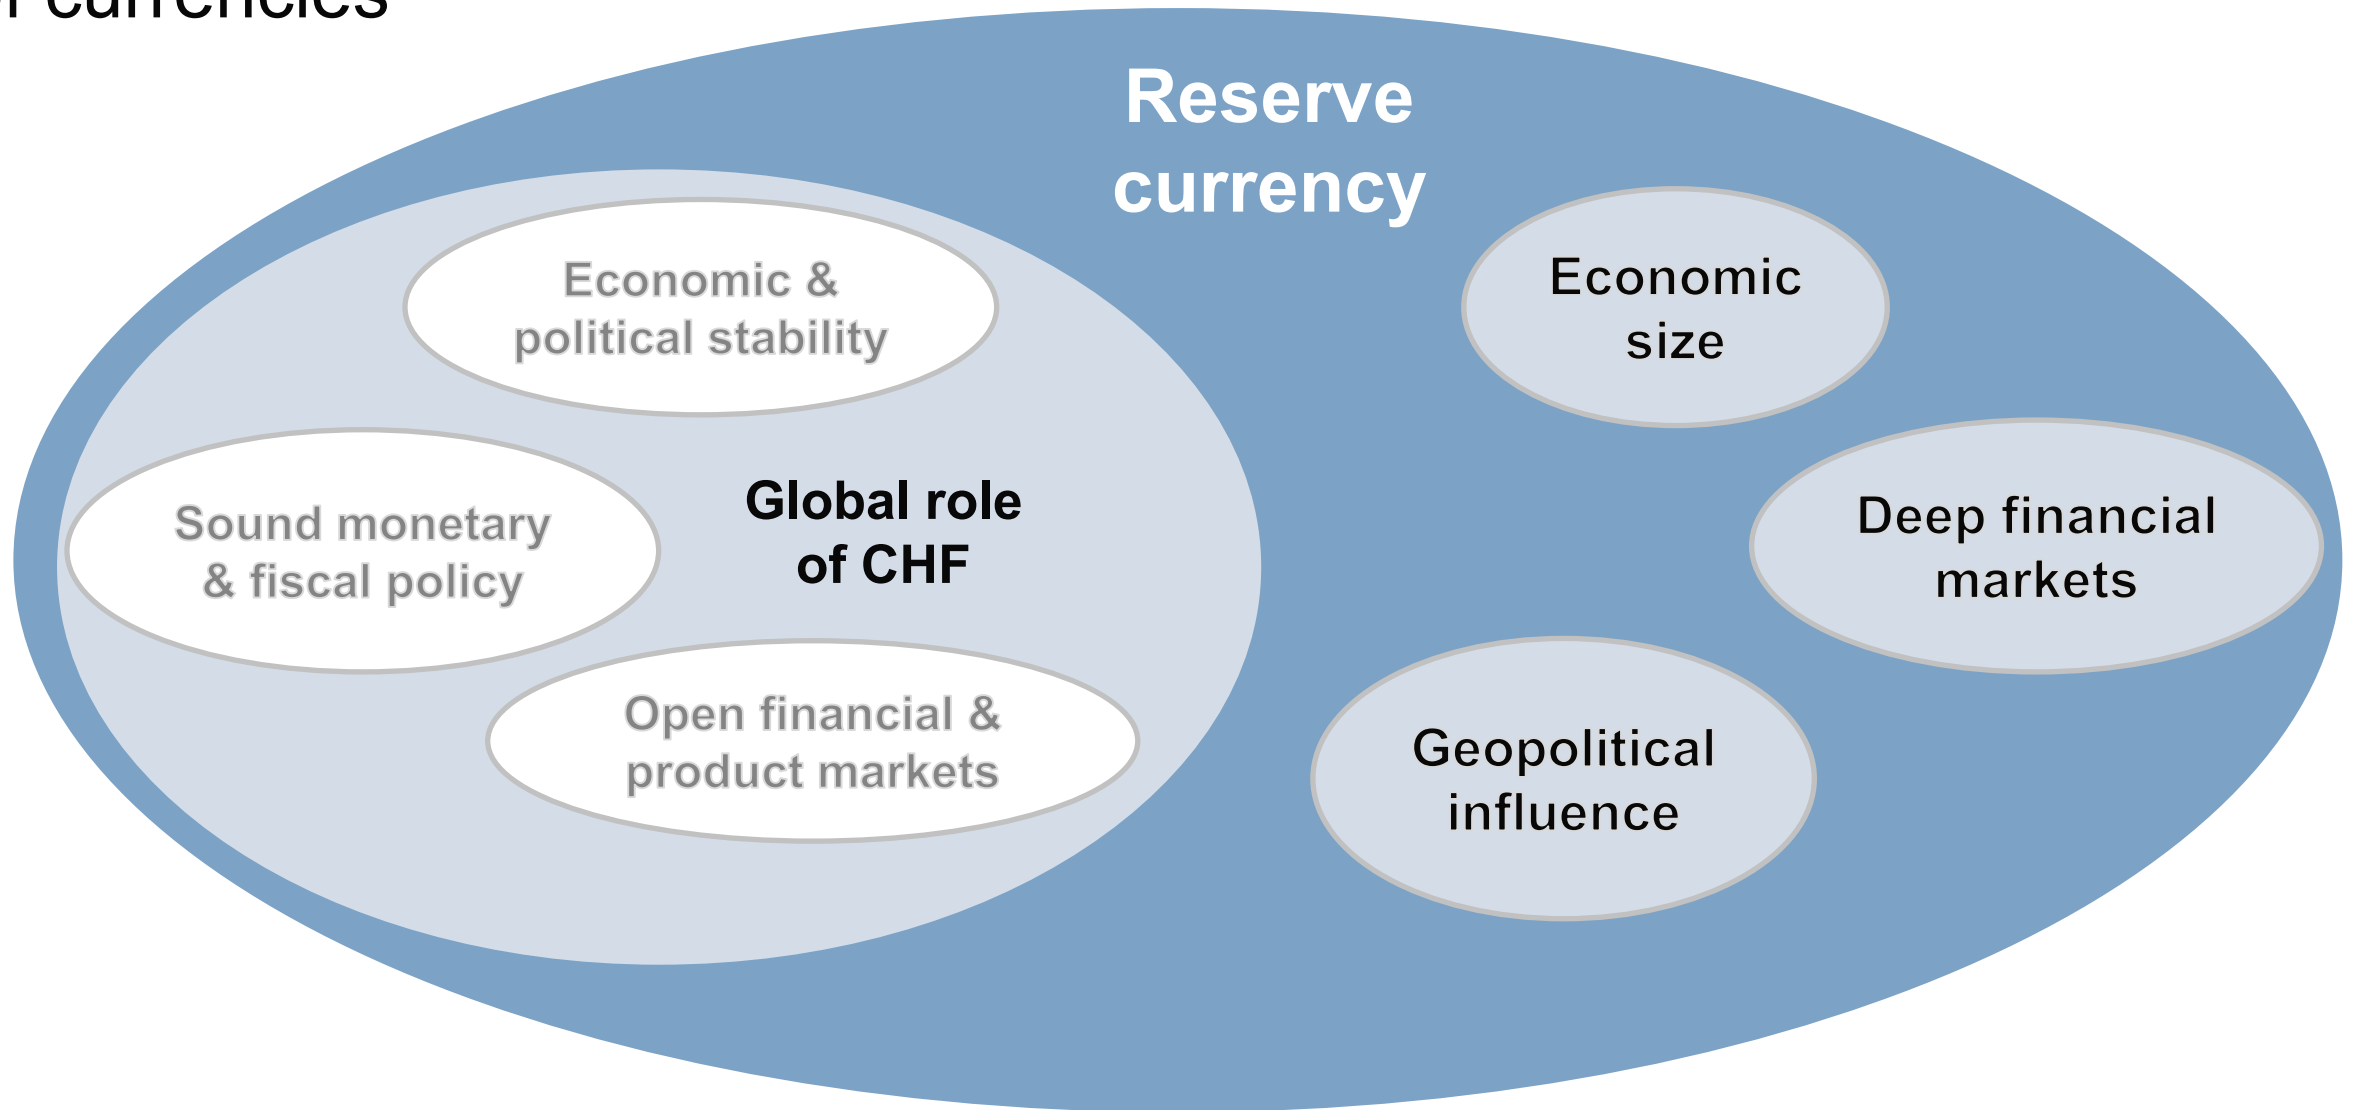 currencies
Reserve
currency
Economic &
political stability
Sound monetary
& fiscal policy
Global role
of CHF
Open financial &
product markets
Economic
size
Deep financial
markets
Geopolitical
influence